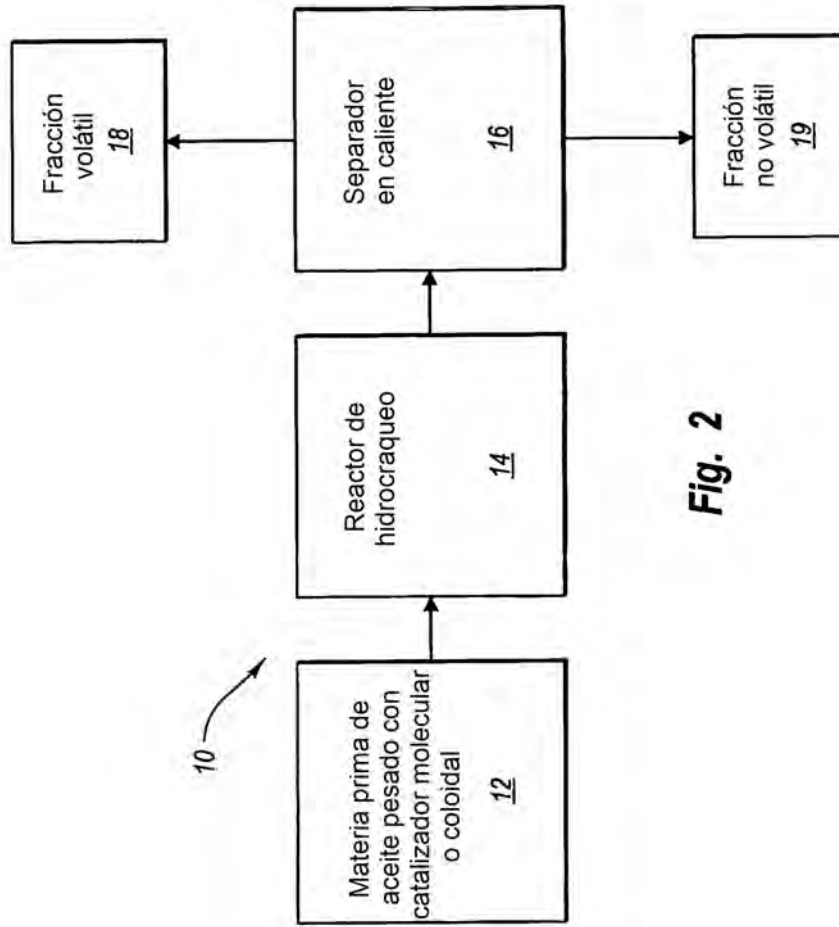 10
Materia prima de
aceite pesado con
catalizador molecular
o coloidal
12
Reactor de
hidrocraqueo
14
Separador
en caliente
16
Fracción
volátil
18
Fracción
no volátil
19
Fig. 2